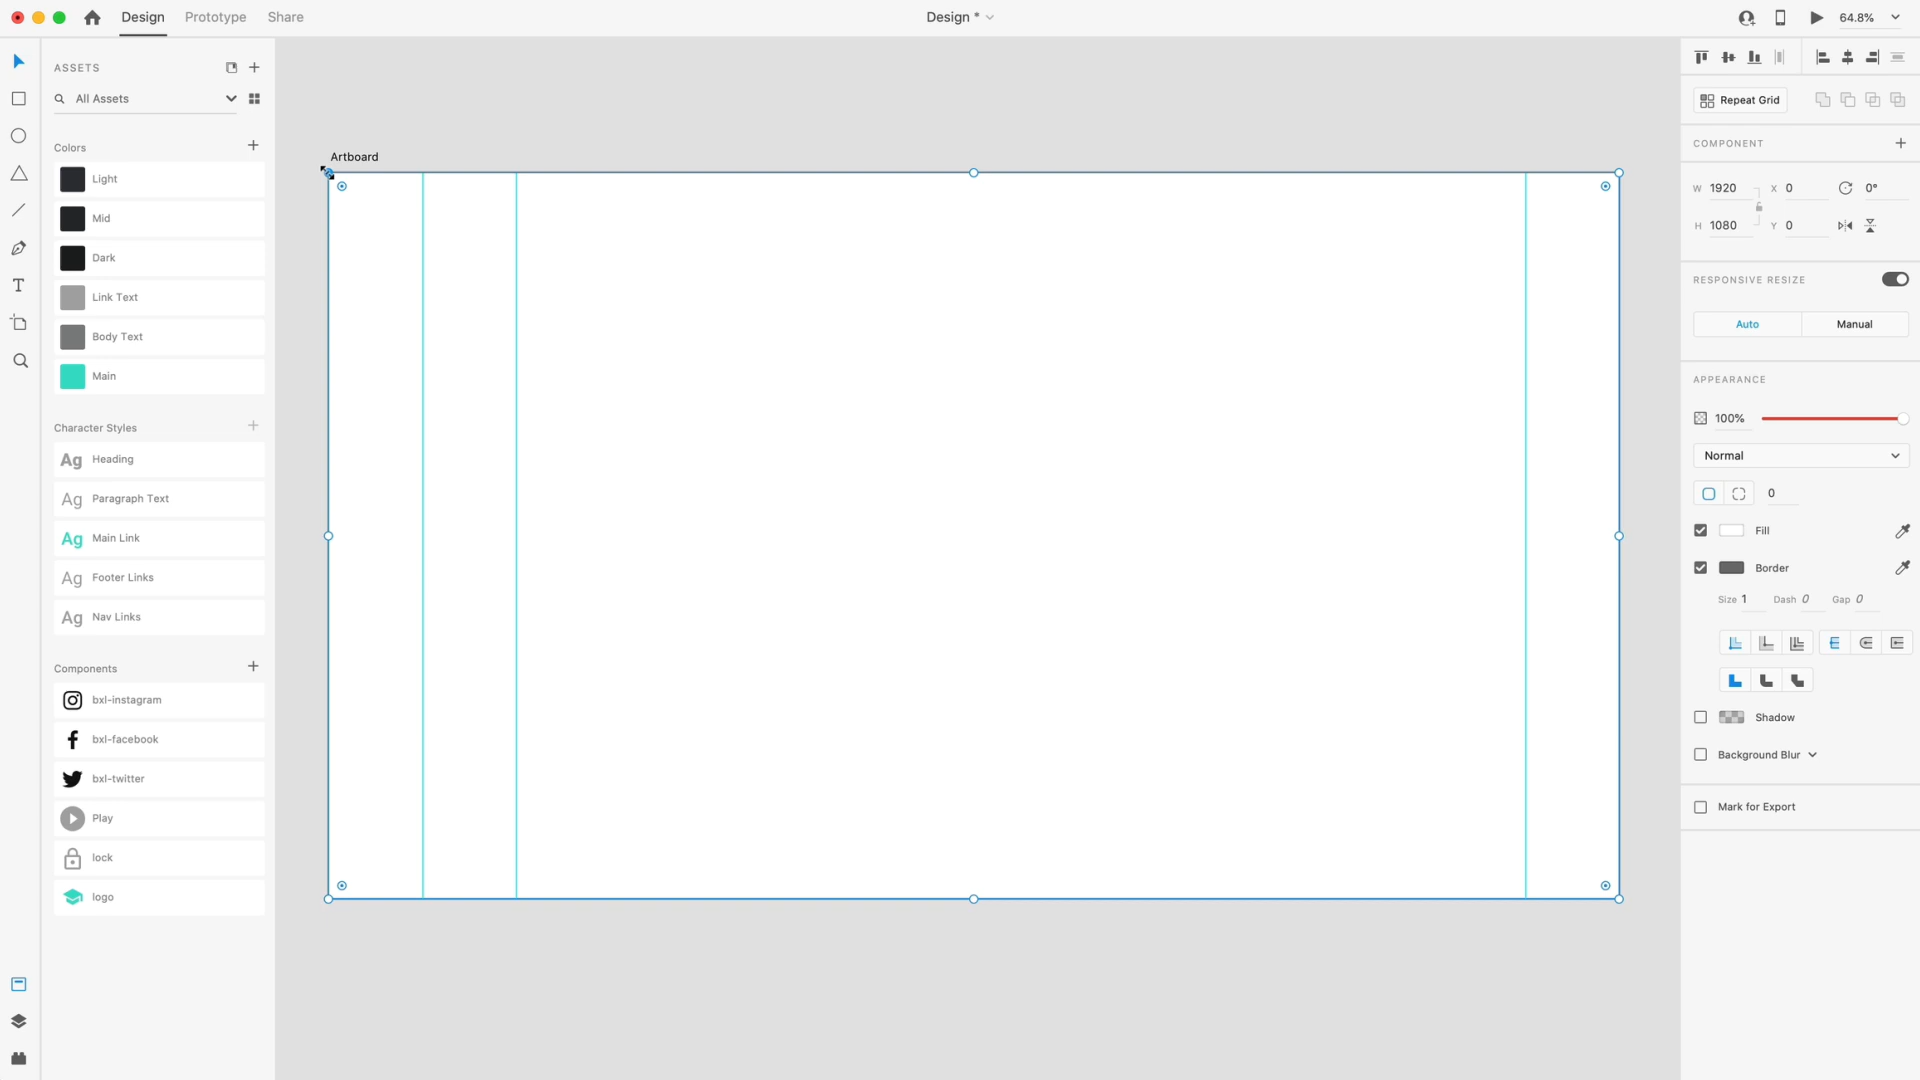 Design
Prototype
Share
Design *
64.8%
ASSETS
All Assets
Colors
Light
Mid
Dark
Link Text
Body Text
Main
Character Styles
Ag Heading
Ag Paragraph Text
Ag Main Link
Ag Footer Links
Ag Nav Links
Components
bxl-instagram
bxl-facebook
bxl-twitter
Play
lock
logo
Artboard
Repeat Grid
COMPONENT
W 1920 X 0 0°
H 1080 Y 0
RESPONSIVE RESIZE
Auto Manual
APPEARANCE
100%
Normal
0
Fill
Border
Size 1 Dash 0 Gap 0
Shadow
Background Blur
Mark for Export